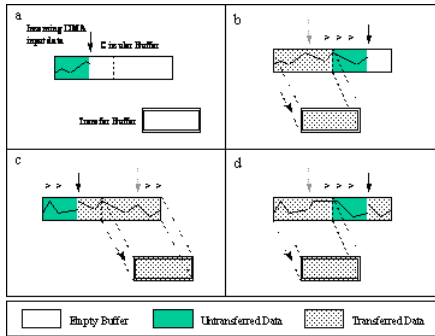 a
Incoming DMA
input data
Circular Buffer
Transfer Buffer
b
> > >
c
> >
> >
d
> > >
Empty Buffer
Untransferred Data
Transferred Data